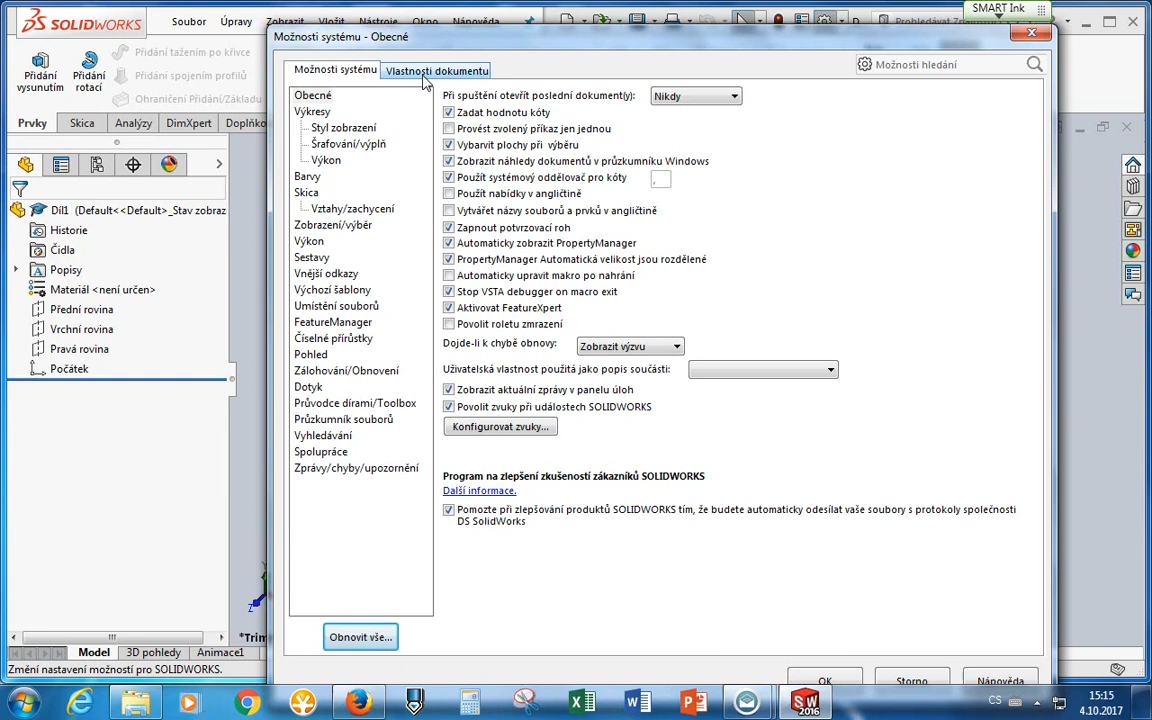 SMART Ink
SOLIDWORKS
Soubor Úpravy Zobrazit Vložit Nástroje Okno Nápověda
Možnosti systému - Obecné
Přidání vysunutím
Přidání rotací
Přidání tažením po křivce
Přidání spojením profilů
Ohraničení Přidání/Základu
Prvky Skica Analýzy DimXpert Doplňko
Díl1 (Default<<Default>_Stav zobraz
Historie
Čidla
Popisy
Materiál <není určen>
Přední rovina
Vrchní rovina
Pravá rovina
Počátek
Možnosti systému Vlastnosti dokumentu
Možnosti hledání
Obecné
Výkresy
Styl zobrazení
Šrafování/výplň
Výkon
Barvy
Skica
Vztahy/zachycení
Zobrazení/výběr
Výkon
Sestavy
Vnější odkazy
Výchozí šablony
Umístění souborů
FeatureManager
Číselné přírůstky
Pohled
Zálohování/Obnovení
Dotyk
Průvodce dírami/Toolbox
Průzkumník souborů
Vyhledávání
Spolupráce
Zprávy/chyby/upozornění
Obnovit vše...
Při spuštění otevřít poslední dokument(y): Nikdy
Zadat hodnotu kóty
Provést zvolený příkaz jen jednou
Vybarvit plochy při výběru
Zobrazit náhledy dokumentů v průzkumníku Windows
Použít systémový oddělovač pro kóty ,
Použít nabídky v angličtině
Vytvářet názvy souborů a prvků v angličtině
Zapnout potvrzovací roh
Automaticky zobrazit PropertyManager
PropertyManager Automatická velikost jsou rozdělené
Automaticky upravit makro po nahrání
Stop VSTA debugger on macro exit
Aktivovat FeatureXpert
Povolit roletu zmrazení
Dojde-li k chybě obnovy: Zobrazit výzvu
Uživatelská vlastnost použitá jako popis součásti:
Zobrazit aktuální zprávy v panelu úloh
Povolit zvuky při událostech SOLIDWORKS
Konfigurovat zvuky...
Program na zlepšení zkušeností zákazníků SOLIDWORKS
Další informace.
Pomozte při zlepšování produktů SOLIDWORKS tím, že budete automaticky odesílat vaše soubory s protokoly společnosti
DS SolidWorks
OK Storno Nápověda
Z
*Trim
Model 3D pohledy Animace1
Změní nastavení možností pro SOLIDWORKS.
SW 2016
CS
15:15
4.10.2017